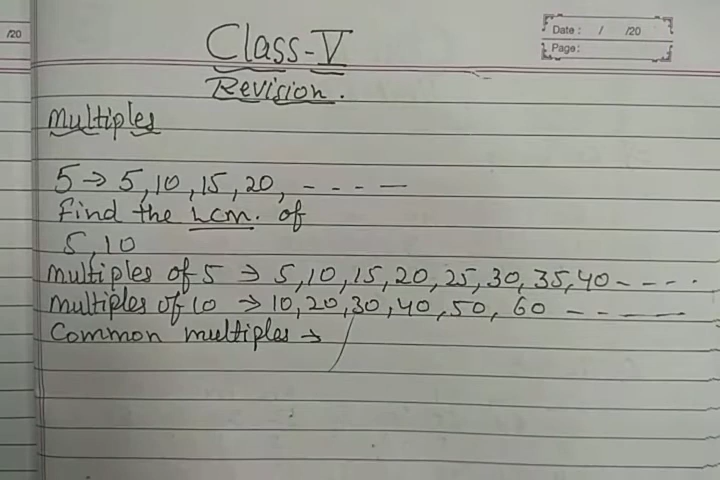 /20
Date : / /20
Page:
Class-V
Revision.
Multiples
5 → 5, 10, 15, 20, - - - -
Find the LCM. of
5, 10
multiples of 5 → 5, 10, 15, 20, 25, 30, 35, 40 - - - -
multiples of 10 → 10, 20, 30, 40, 50, 60 - - - -
Common multiples →